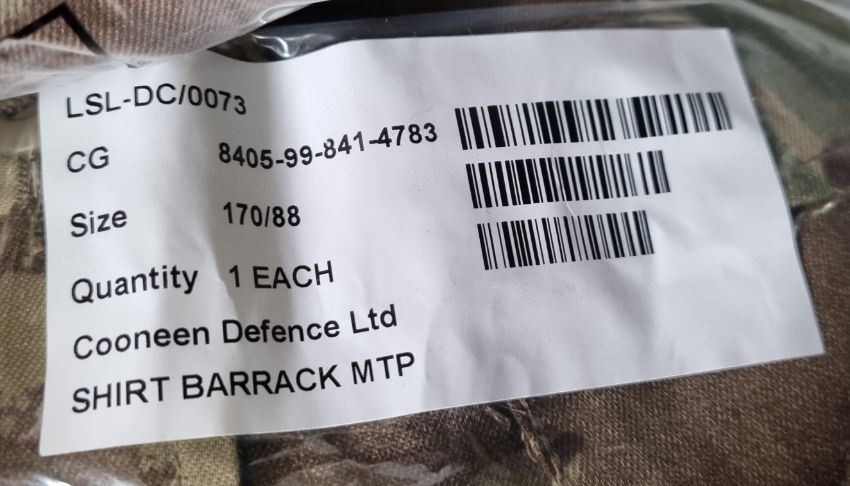 LSL-DC/0073
CG 8405-99-841-4783
Size 170/88
Quantity 1 EACH
Cooneen Defence Ltd
SHIRT BARRACK MTP